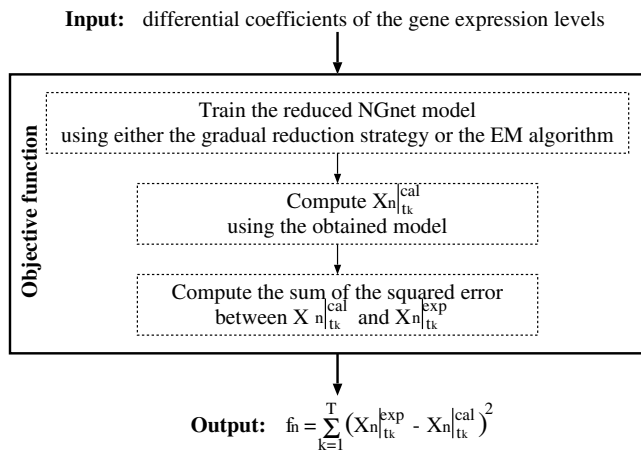 Input: differential coefficients of the gene expression levels
Objective function
Train the reduced NGnet model
using either the gradual reduction strategy or the EM algorithm
Compute Xn|tk cal
using the obtained model
Compute the sum of the squared error
between X n|tk cal and Xn|tk exp
Output: fn = T Σ k=1 (Xn|tk exp - Xn|tk cal)2